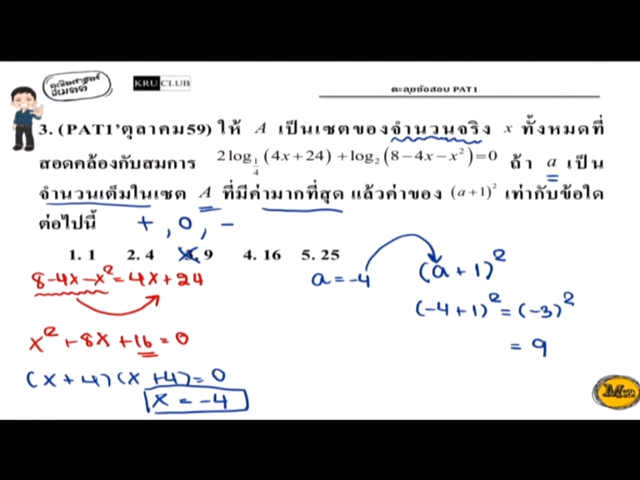 คณิตศาสตร์
KRU CLUB
ตะลุยข้อสอบ PAT1
3. (PAT1'ตุลาคม59) ให้ A เป็นเซตของจำนวนจริง x ทั้งหมดที่
สอดคล้องกับสมการ 2log_{1/4}(4x+24)+log_2(8-4x-x²)=0 ถ้า a เป็น
จำนวนเต็มในเซต A ที่มีค่ามากที่สุด แล้วค่าของ (a+1)² เท่ากับข้อใด
ต่อไปนี้ +, 0, -
1. 1 2. 4 3. 9 4. 16 5. 25
8-4x-x²=4x+24
a=-4 (a+1)²
(-4+1)²=(-3)²
x²+8x+16=0
= 9
(x+4)(x+4)=0
x = -4